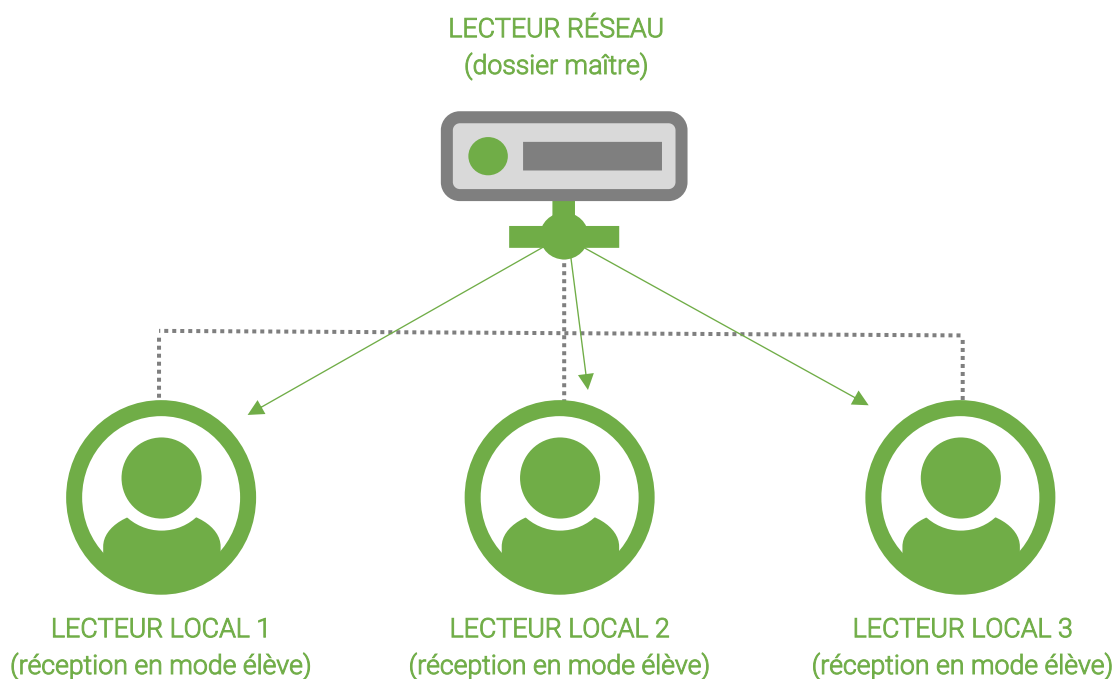 LECTEUR RÉSEAU
(dossier maître)
LECTEUR LOCAL 1
(réception en mode élève)
LECTEUR LOCAL 2
(réception en mode élève)
LECTEUR LOCAL 3
(réception en mode élève)